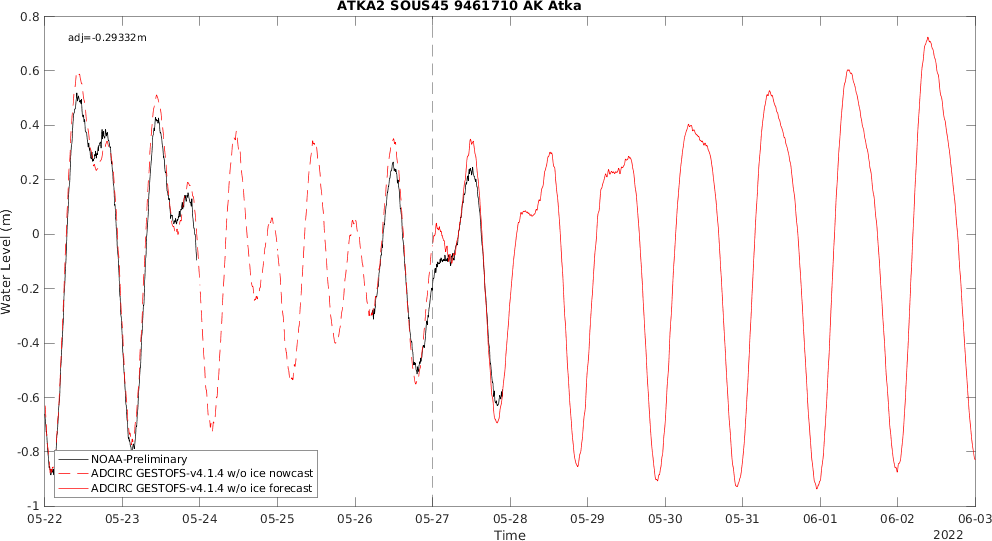 ATKA2 SOUS45 9461710 AK Atka
adj=-0.29332m
0.8
0.6
0.4
0.2
0
-0.2
-0.4
-0.6
-0.8
-1
Water Level (m)
NOAA-Preliminary
ADCIRC GESTOFS-v4.1.4 w/o ice nowcast
ADCIRC GESTOFS-v4.1.4 w/o ice forecast
05-22 05-23 05-24 05-25 05-26 05-27 05-28 05-29 05-30 05-31 06-01 06-02 06-03
Time
2022